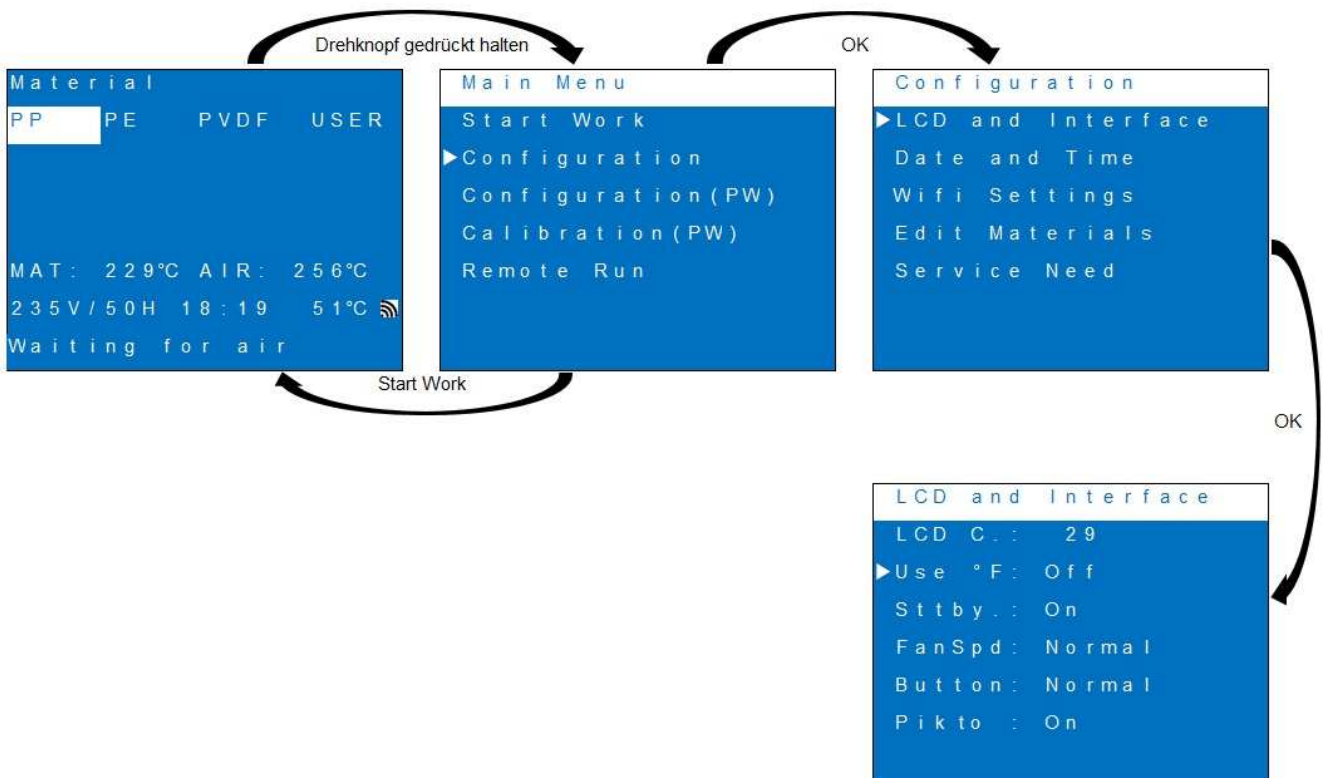 Drehknopf gedrückt halten
OK
Material
PP PE PVDF USER
MAT: 229°C AIR: 256°C
235V/50H 18:19 51°C
Waiting for air
Main Menu
Start Work
Configuration
Configuration(PW)
Calibration(PW)
Remote Run
Configuration
LCD and Interface
Date and Time
Wifi Settings
Edit Materials
Service Need
Start Work
OK
LCD and Interface
LCD C.: 29
Use °F: Off
Sttby.: On
FanSpd: Normal
Button: Normal
Pikto : On